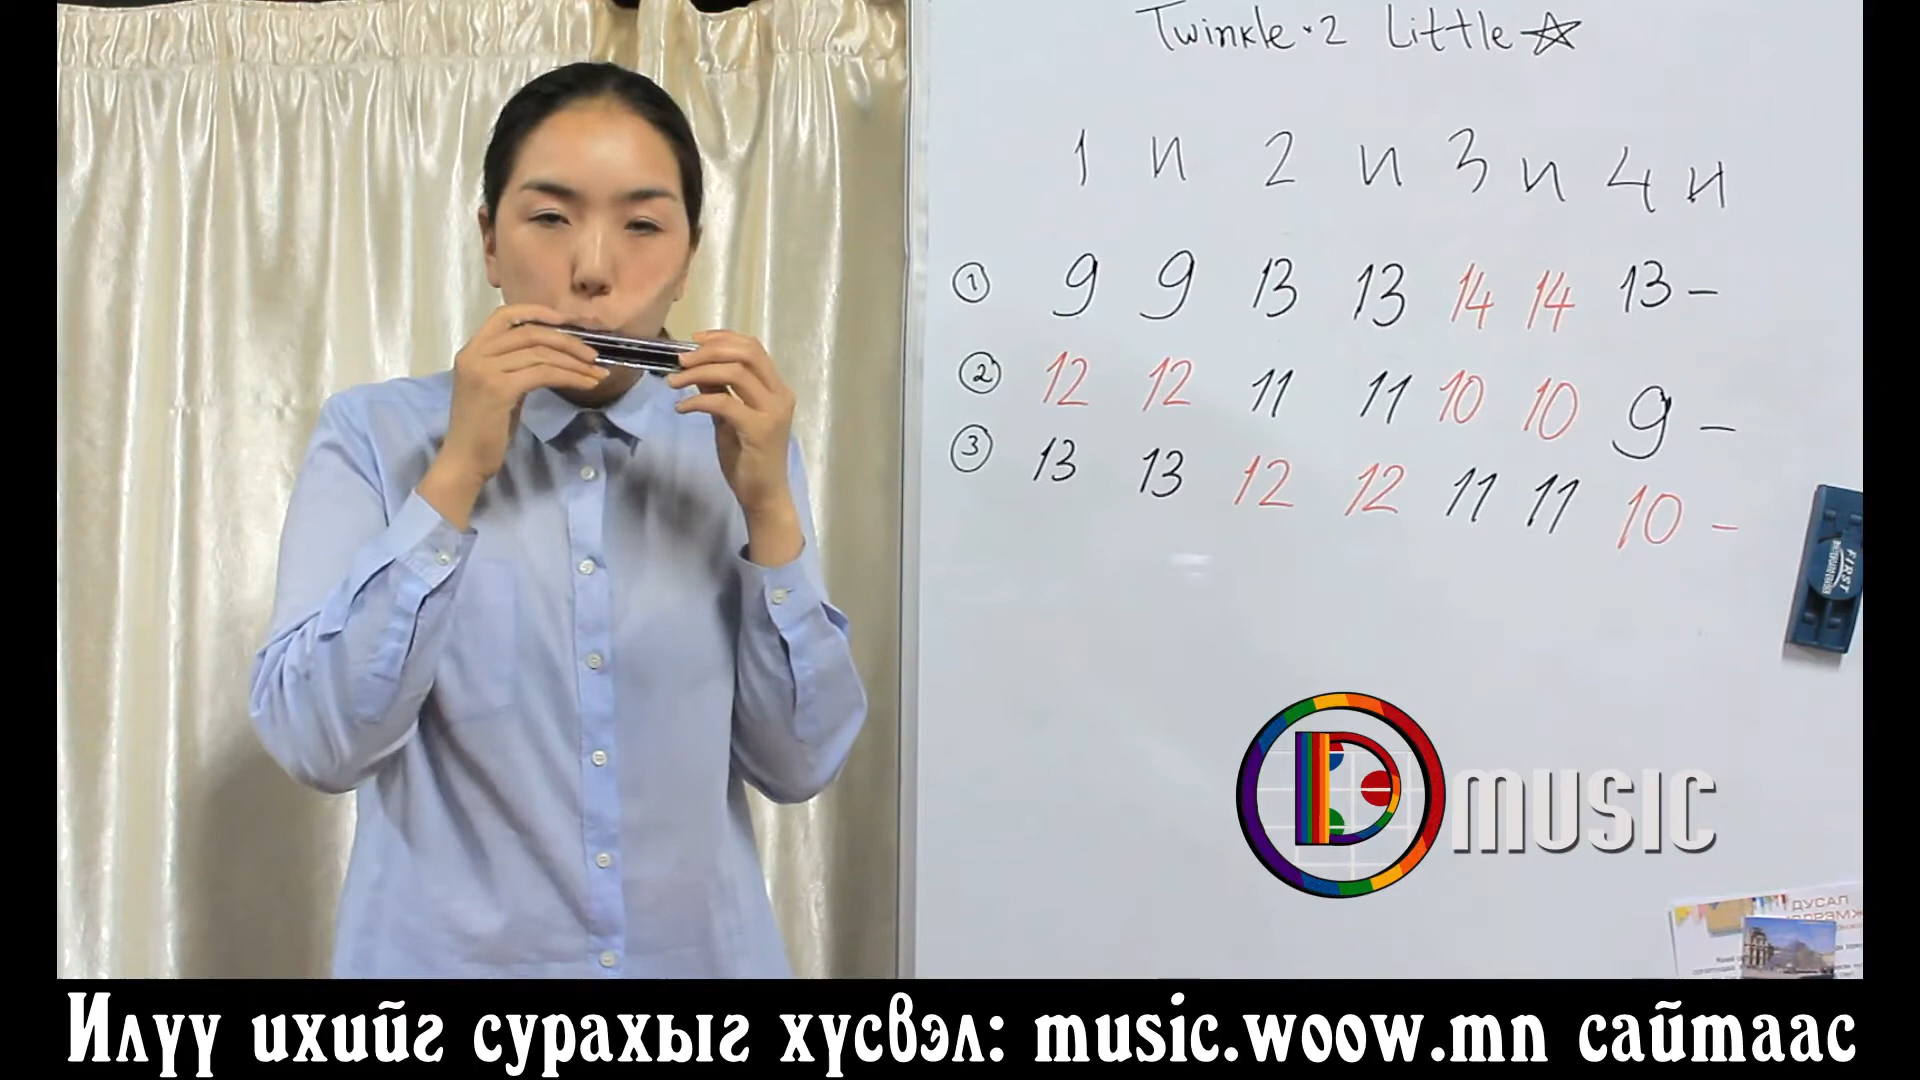 Twinkle·2 Little☆
1 и 2 и 3 и 4 и
① 9 9 13 13 14 14 13 –
② 12 12 11 11 10 10 9 –
③ 13 13 12 12 11 11 10 –
FIRST
MUSIC
ДУСАЛ
Илүү ихийг сурахыг хүсвэл: music.woow.mn сайтаас